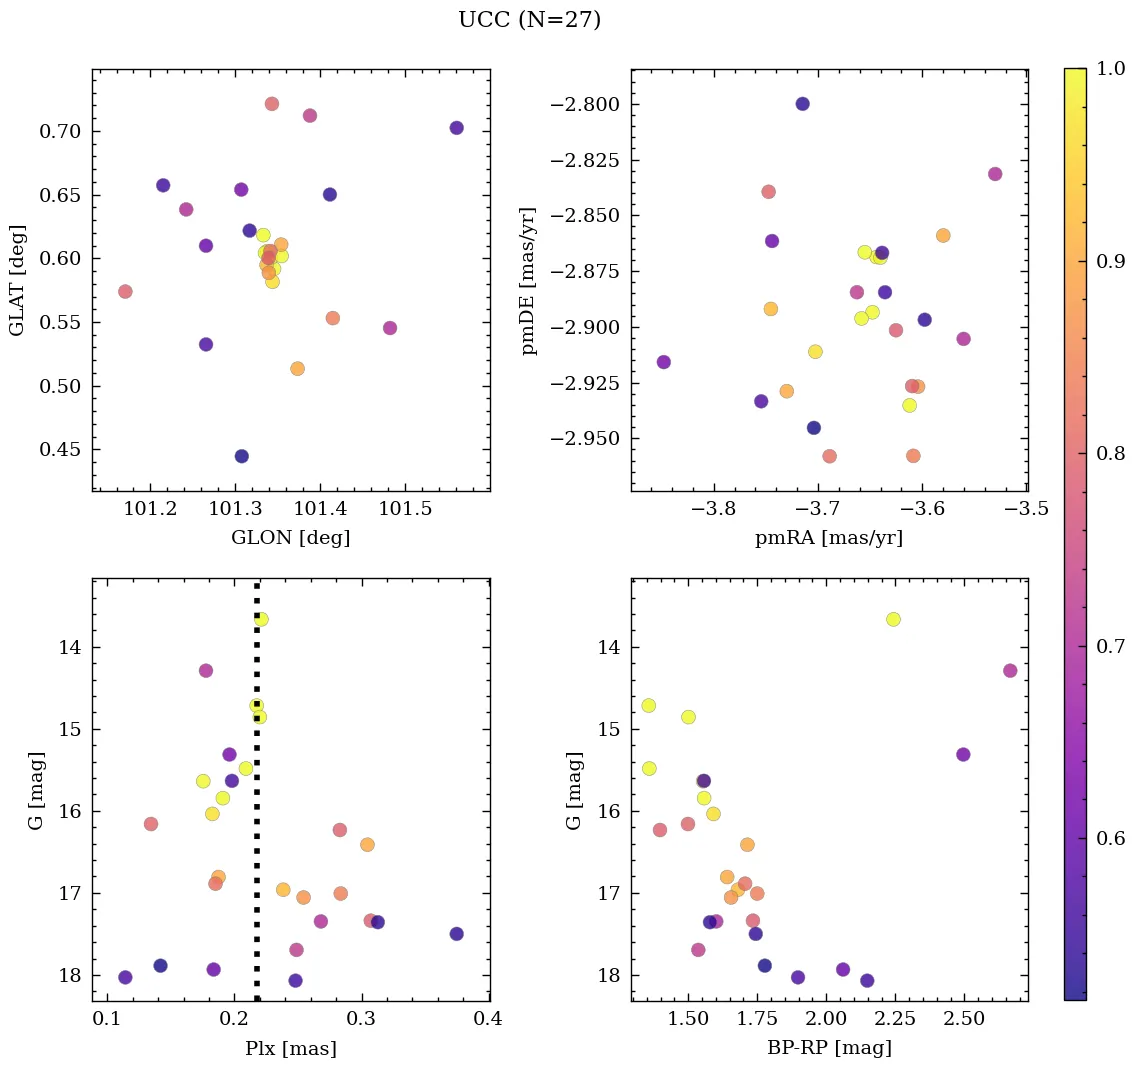 UCC (N=27)
0.70
0.65
0.60
0.55
0.50
0.45
GLAT [deg]
101.2 101.3 101.4 101.5
GLON [deg]
−2.800
−2.825
−2.850
−2.875
−2.900
−2.925
−2.950
pmDE [mas/yr]
−3.8 −3.7 −3.6 −3.5
pmRA [mas/yr]
1.0
0.9
0.8
0.7
0.6
14
15
16
17
18
G [mag]
0.1 0.2 0.3 0.4
Plx [mas]
14
15
16
17
18
G [mag]
1.50 1.75 2.00 2.25 2.50
BP-RP [mag]